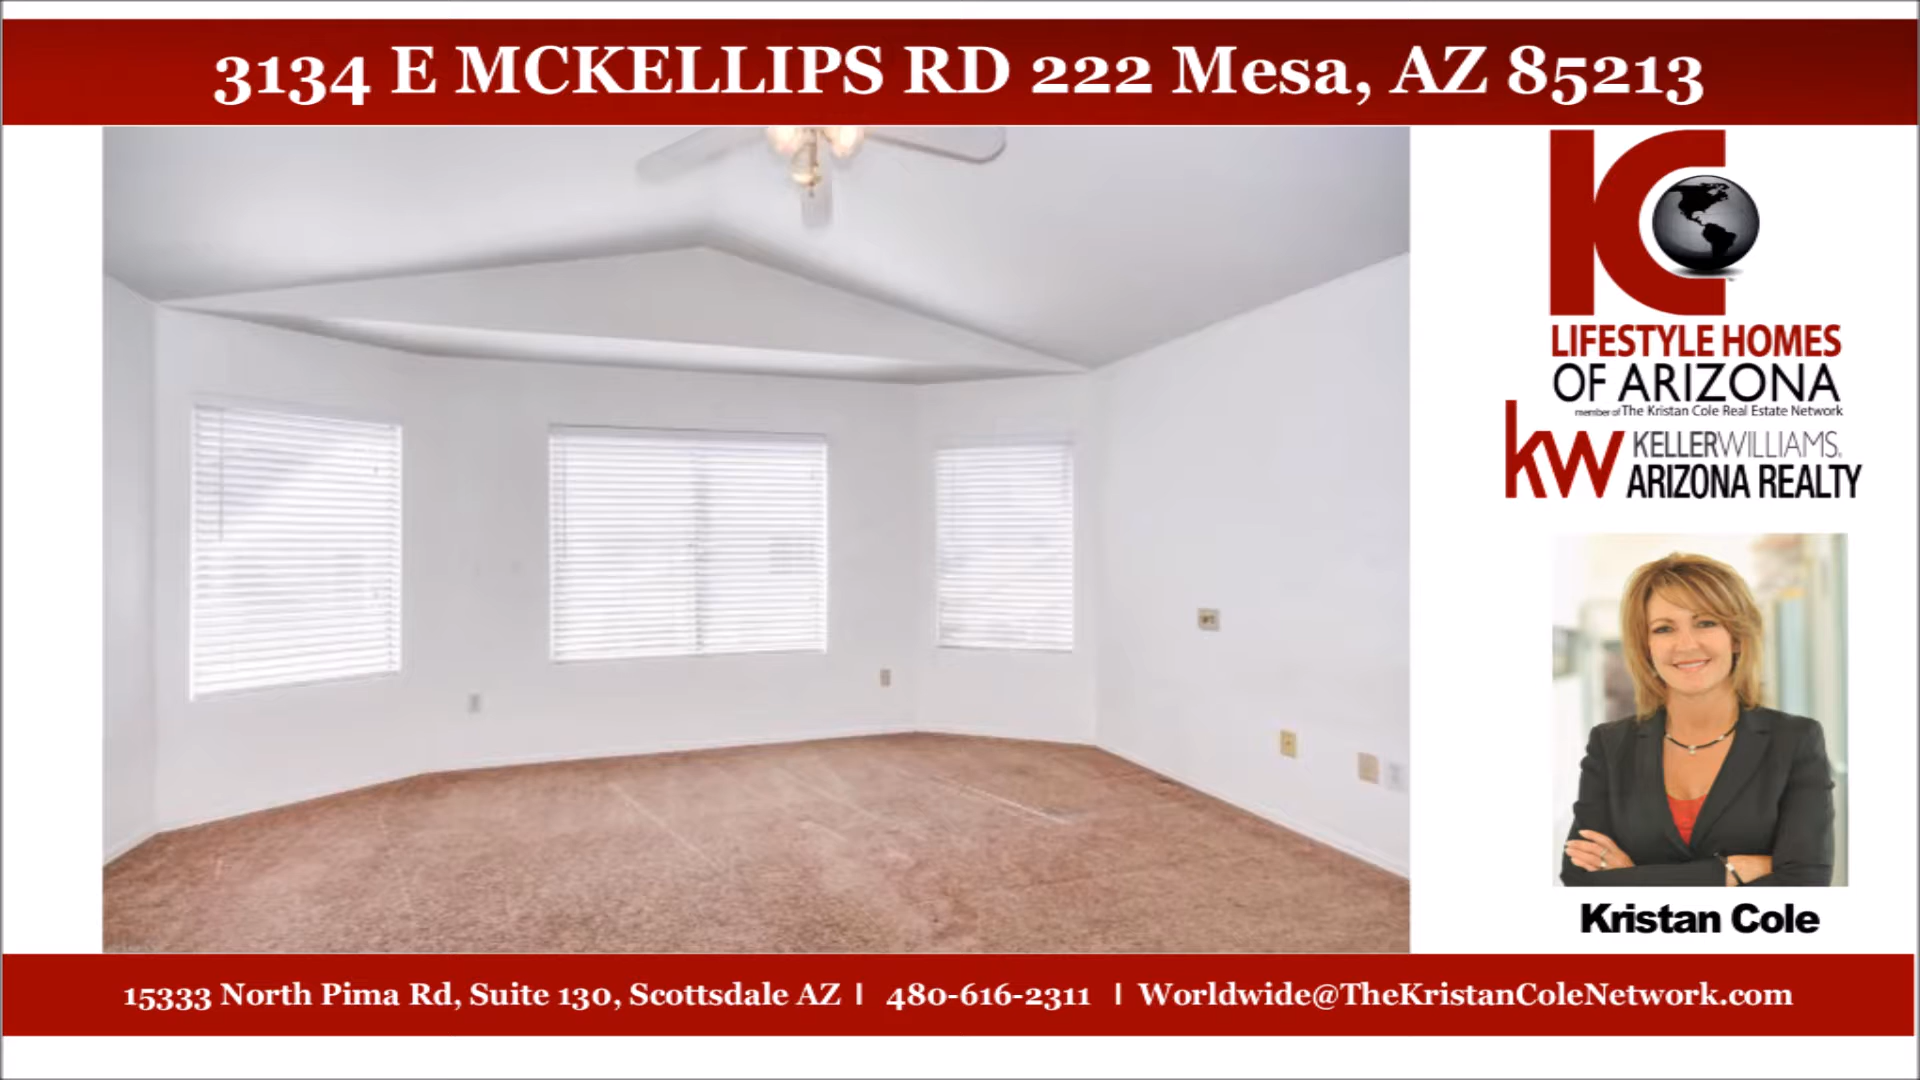 3134 E MCKELLIPS RD 222 Mesa, AZ 85213
KC
LIFESTYLE HOMES
OF ARIZONA
member of The Kristan Cole Real Estate Network
kw KELLERWILLIAMS.
ARIZONA REALTY
Kristan Cole
15333 North Pima Rd, Suite 130, Scottsdale AZ | 480-616-2311 | Worldwide@TheKristanColeNetwork.com